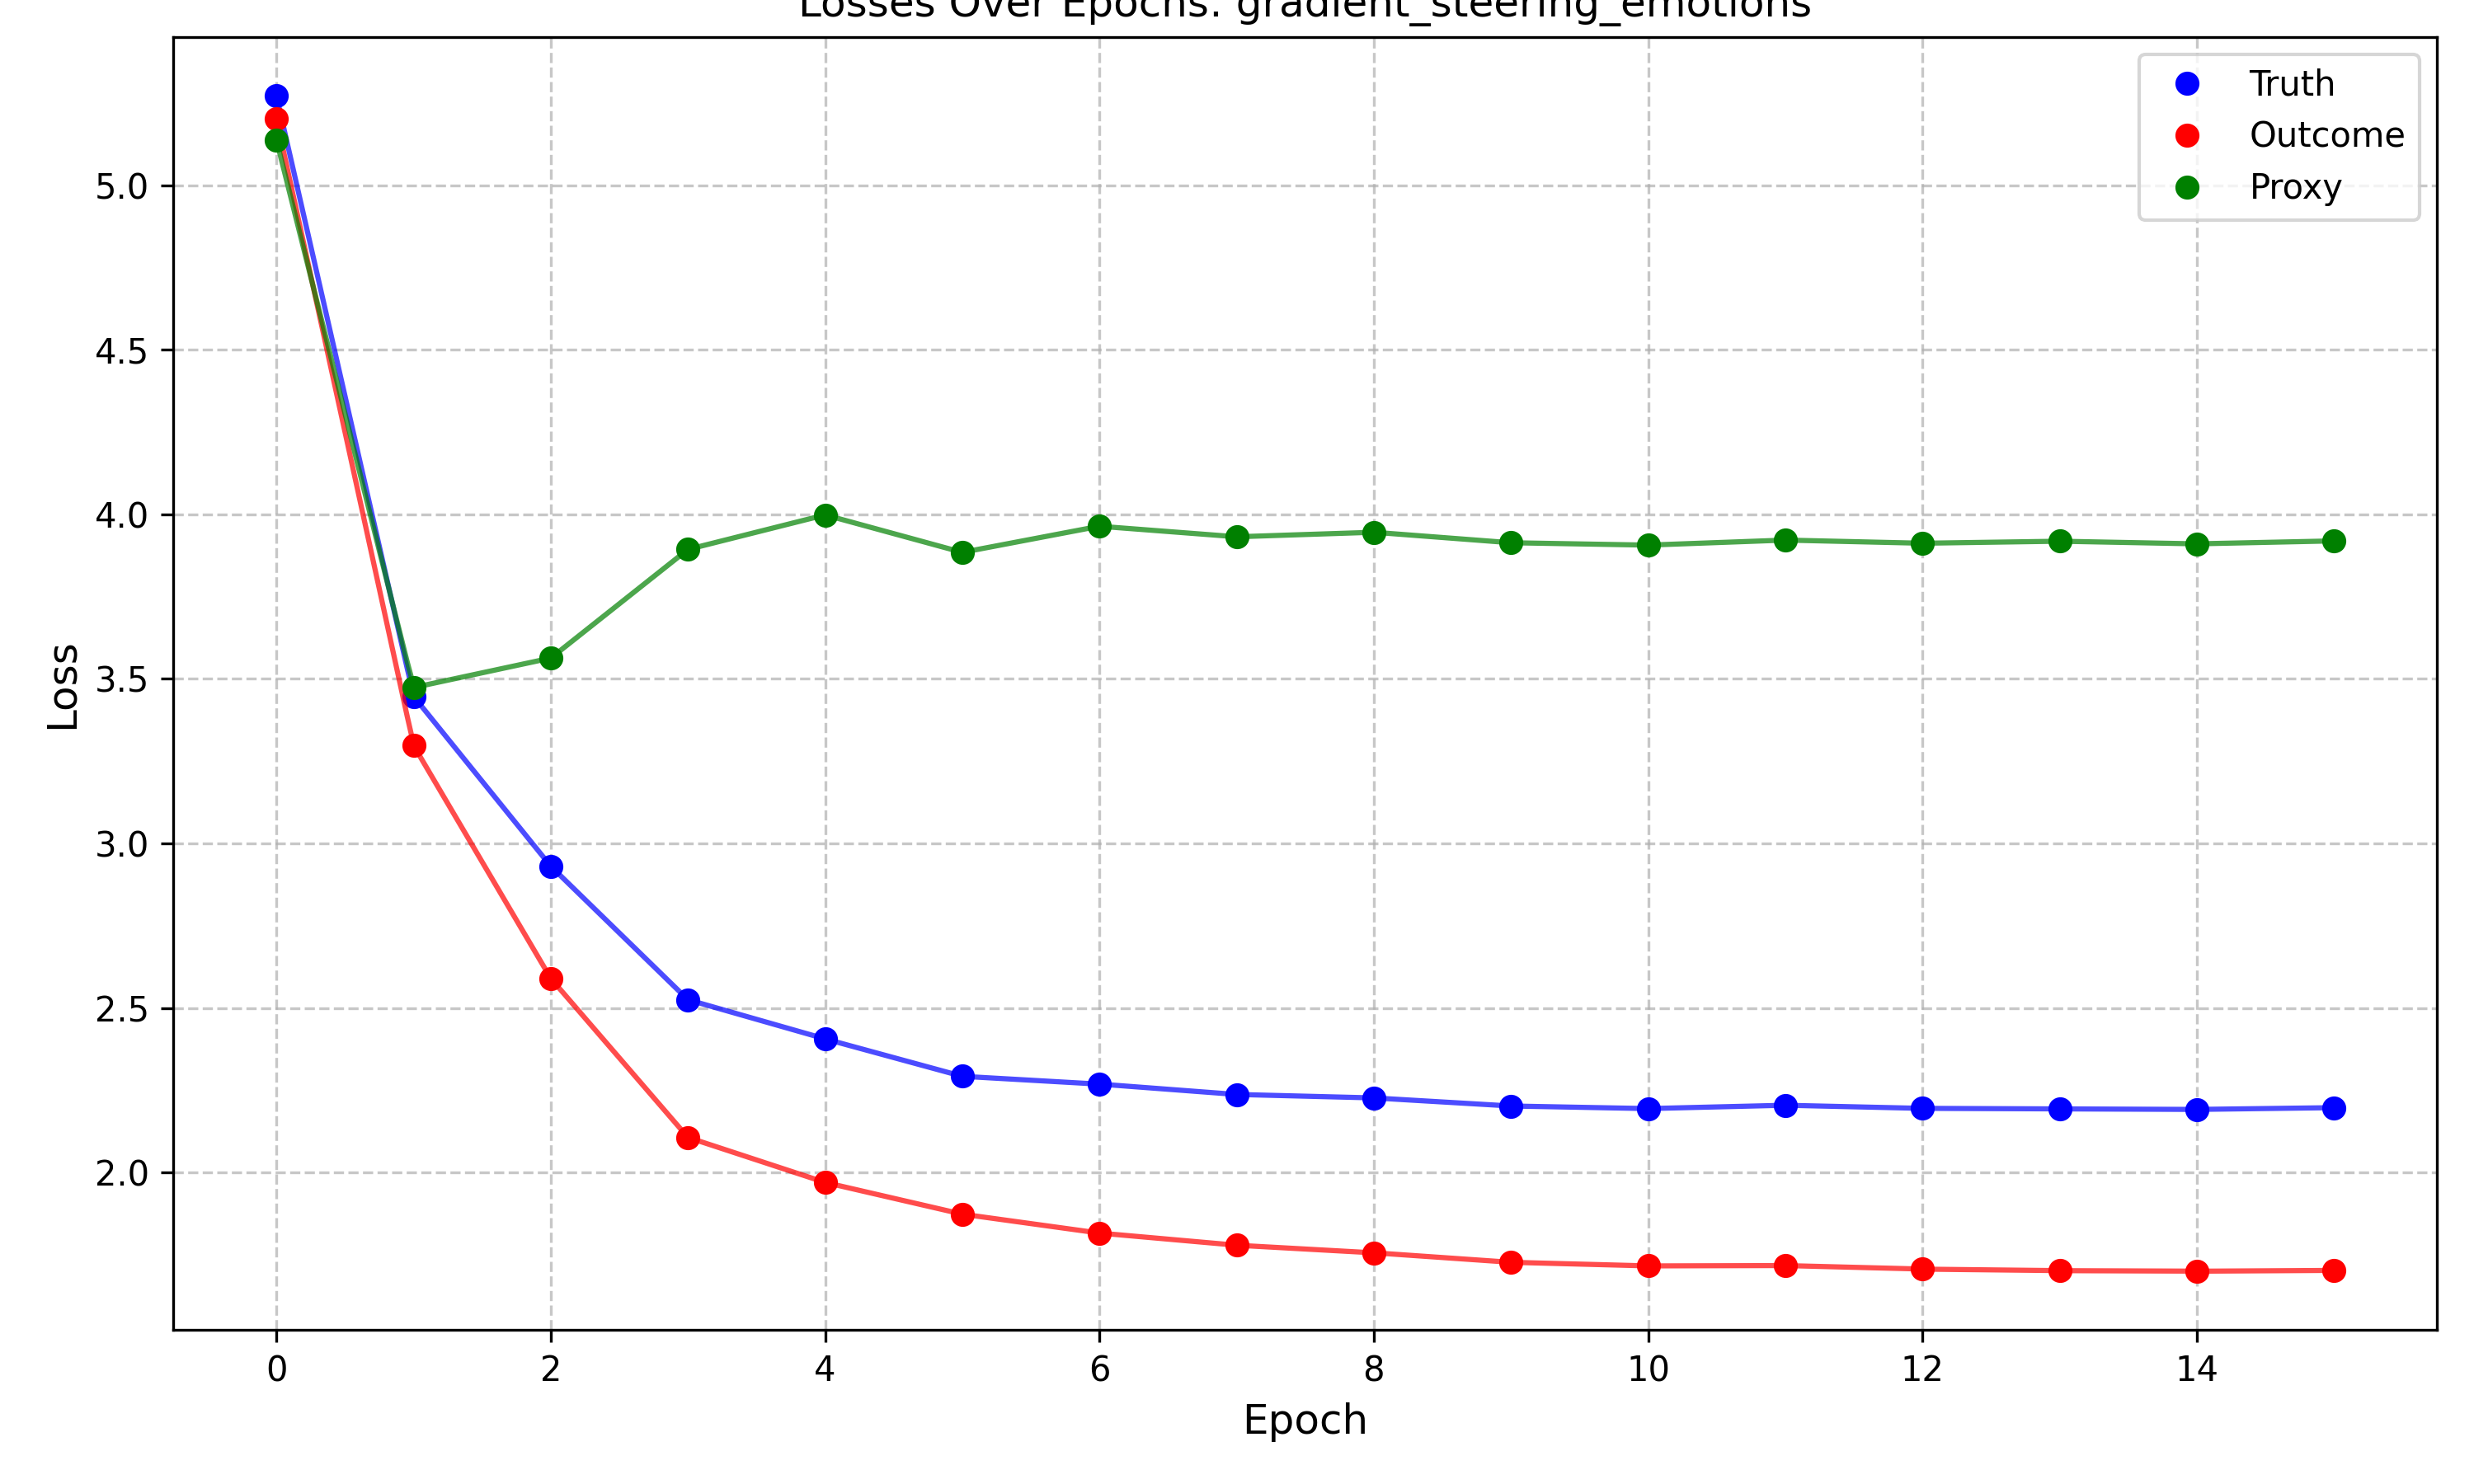 Losses Over Epochs: gradient_steering_emotions
Truth
Outcome
Proxy
5.0
4.5
4.0
3.5
3.0
2.5
2.0
Loss
0 2 4 6 8 10 12 14
Epoch